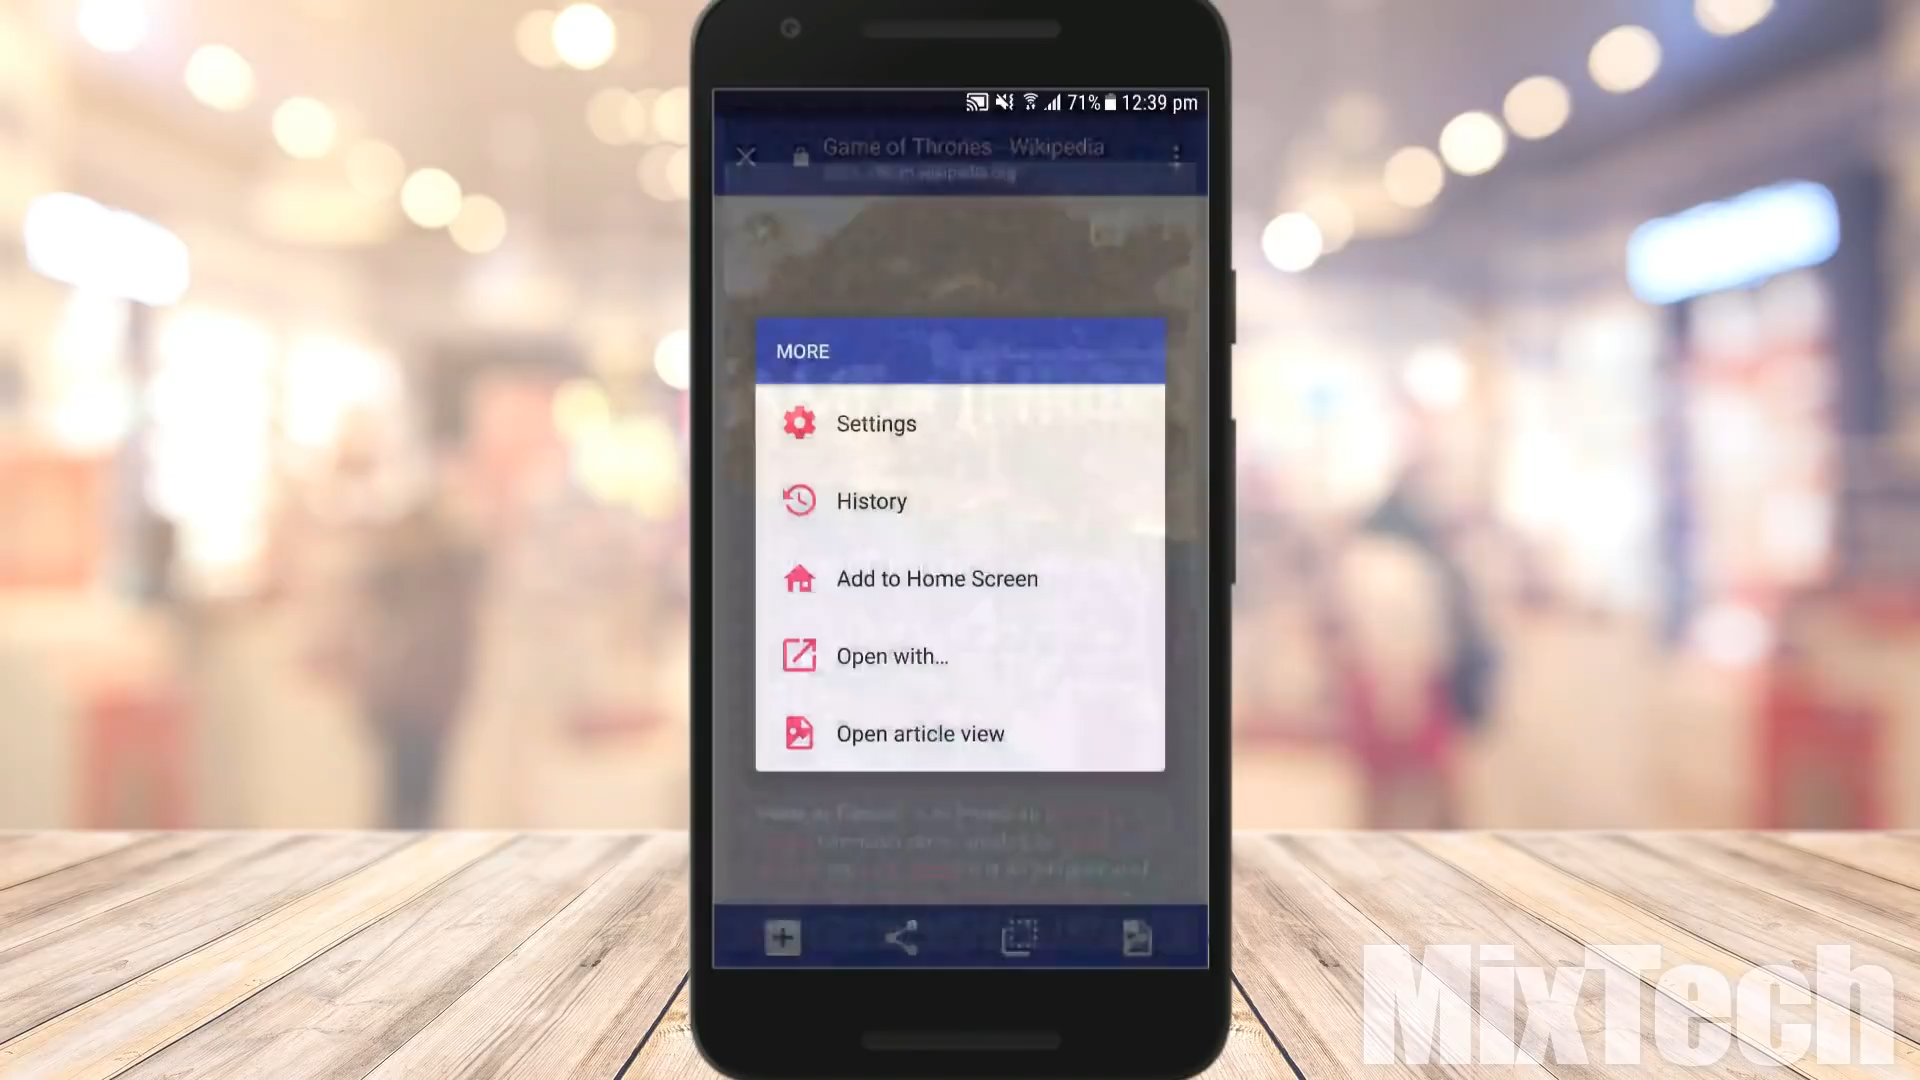 71% 12:39 pm
Game of Thrones - Wikipedia
MORE
Settings
History
Add to Home Screen
Open with...
Open article view
MixTech